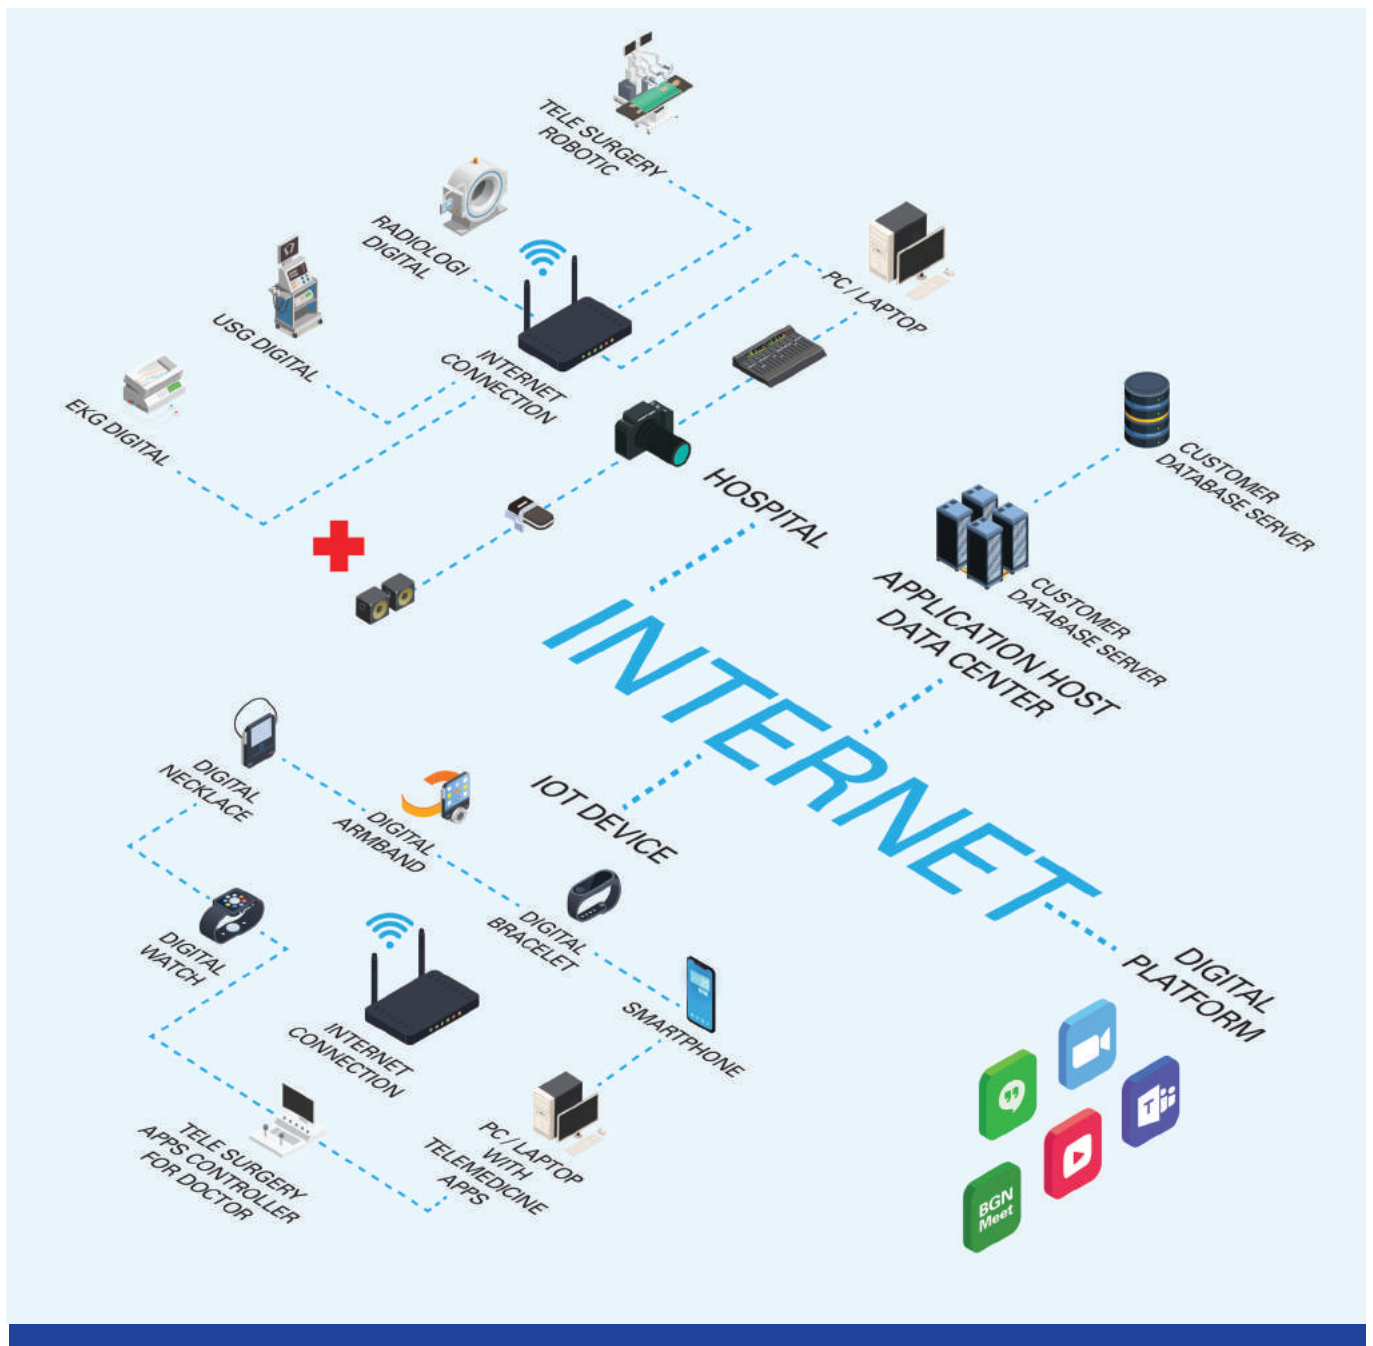 TELE SURGERY
ROBOTIC
RADIOLOGI
DIGITAL
USG DIGITAL
EKG DIGITAL
INTERNET
CONNECTION
PC / LAPTOP
HOSPITAL
CUSTOMER
DATABASE SERVER
CUSTOMER
DATABASE SERVER
APPLICATION HOST
DATA CENTER
INTERNET
IOT DEVICE
DIGITAL
NECKLACE
DIGITAL
ARMBAND
DIGITAL
BRACELET
DIGITAL
WATCH
INTERNET
CONNECTION
SMARTPHONE
TELE SURGERY
APPS CONTROLLER
FOR DOCTOR
PC / LAPTOP
WITH
TELEMEDICINE
APPS
DIGITAL
PLATFORM
T
BGN
Meet